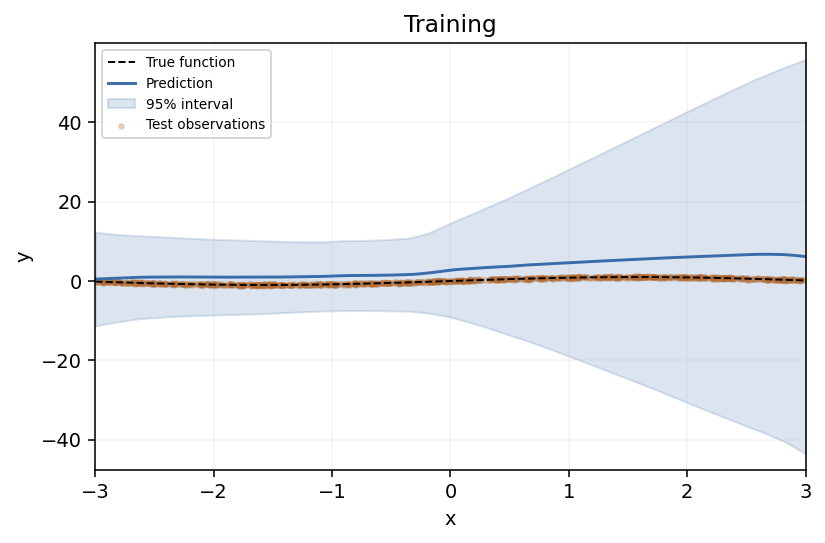 Training
True function
Prediction
95% interval
Test observations
y
40
20
0
−20
−40
−3
−2
−1
0
1
2
3
x